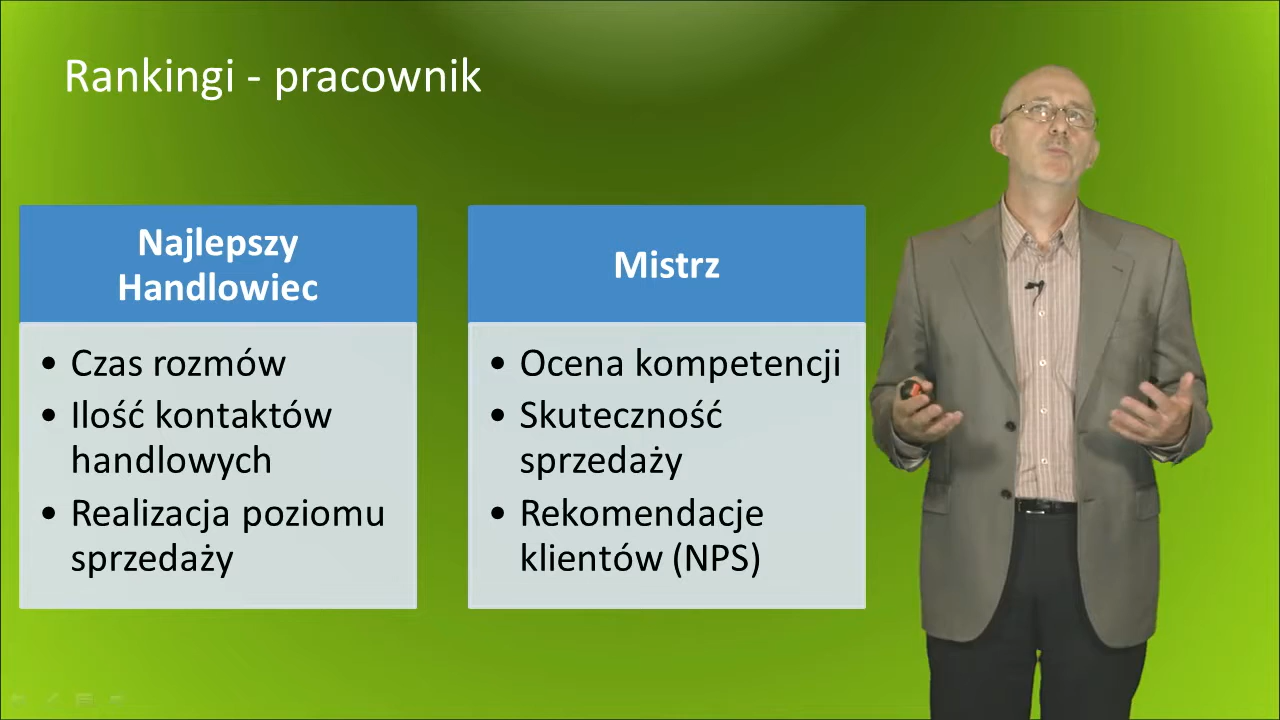 Rankingi - pracownik
Najlepszy
Handlowiec
• Czas rozmów
• Ilość kontaktów
handlowych
• Realizacja poziomu
sprzedaży
Mistrz
• Ocena kompetencji
• Skuteczność
sprzedaży
• Rekomendacje
klientów (NPS)